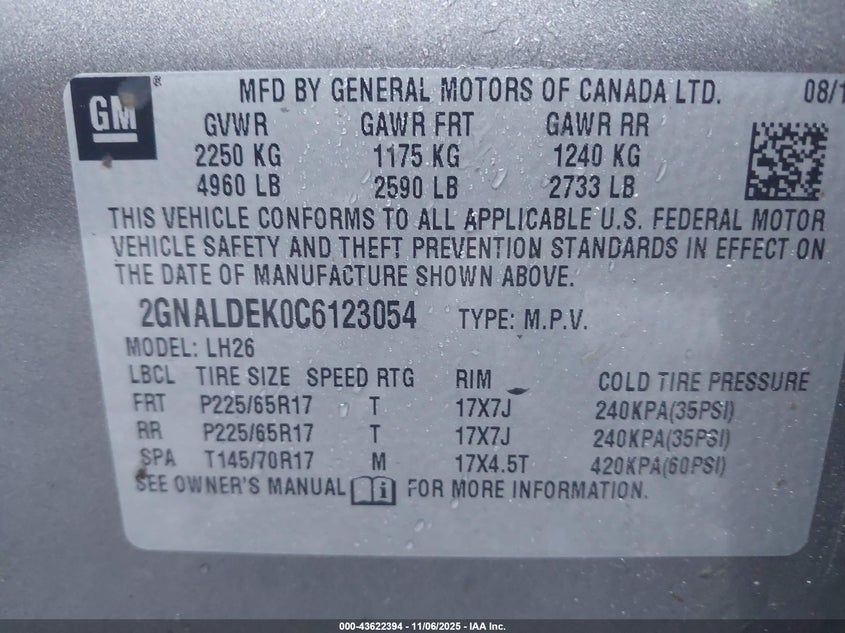 GM ® MFD BY GENERAL MOTORS OF CANADA LTD. 08/1
GVWR GAWR FRT GAWR RR
2250 KG 1175 KG 1240 KG
4960 LB 2590 LB 2733 LB
THIS VEHICLE CONFORMS TO ALL APPLICABLE U.S. FEDERAL MOTOR
VEHICLE SAFETY AND THEFT PREVENTION STANDARDS IN EFFECT ON
THE DATE OF MANUFACTURE SHOWN ABOVE.
2GNALDEK0C6123054 TYPE: M.P.V.
MODEL: LH26
LBCL TIRE SIZE SPEED RTG RIM COLD TIRE PRESSURE
FRT P225/65R17 T 17X7J 240KPA(35PSI)
RR P225/65R17 T 17X7J 240KPA(35PSI)
SPA T145/70R17 M 17X4.5T 420KPA(60PSI)
SEE OWNER'S MANUAL i FOR MORE INFORMATION.
000-43622394 - 11/06/2025 - IAA Inc.